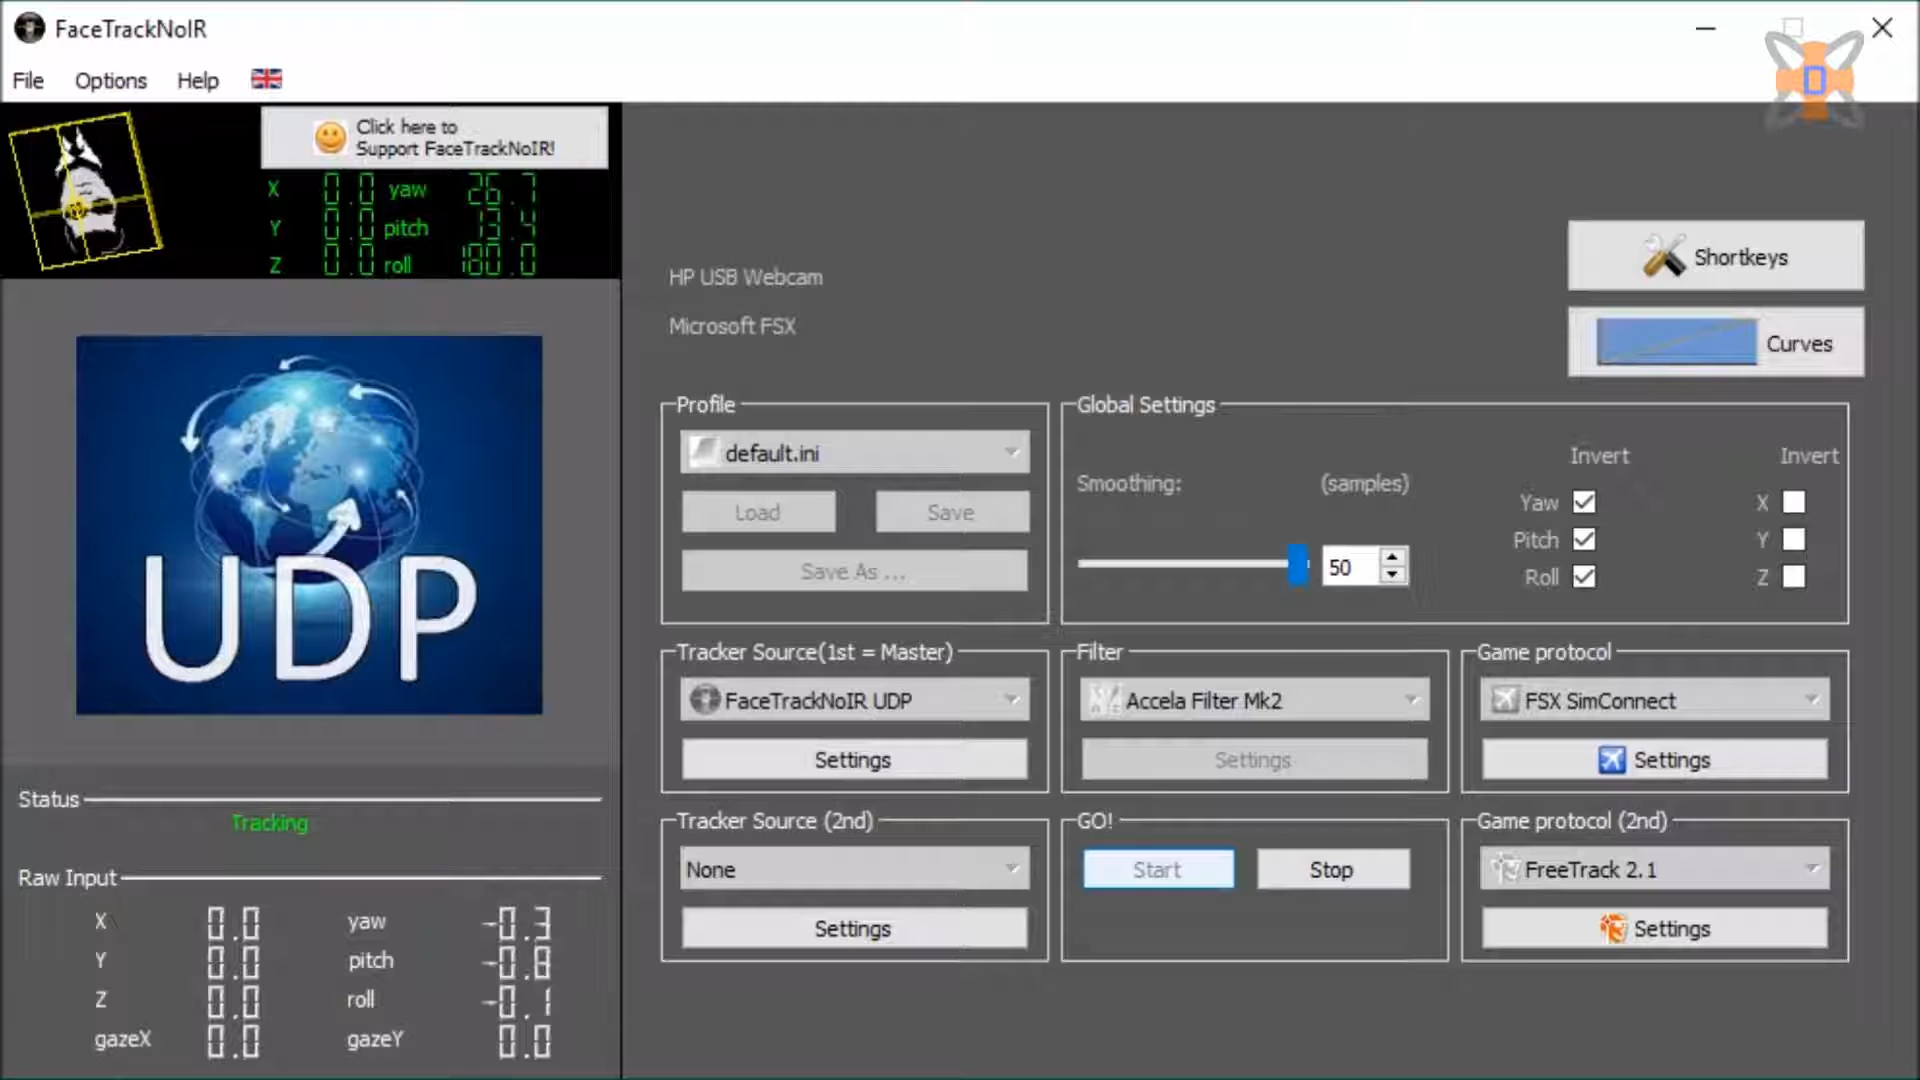 FaceTrackNoIR
File Options Help
Click here to
Support FaceTrackNoIR!
X 0.0 yaw 26.7
Y 0.0 pitch 13.4
Z 0.0 roll 180.0
HP USB Webcam
Microsoft FSX
Shortkeys
Curves
UDP
Profile
default.ini
Load Save
Save As ...
Global Settings
Smoothing: (samples)
50
Invert Invert
Yaw X
Pitch Y
Roll Z
Tracker Source(1st = Master)
FaceTrackNoIR UDP
Settings
Filter
Accela Filter Mk2
Settings
Game protocol
FSX SimConnect
Settings
Status
Tracking
Tracker Source (2nd)
None
Settings
GO!
Start Stop
Game protocol (2nd)
FreeTrack 2.1
Settings
Raw Input
X 0.0 yaw -0.3
Y 0.0 pitch -0.8
Z 0.0 roll -0.1
gazeX 0.0 gazeY 0.0